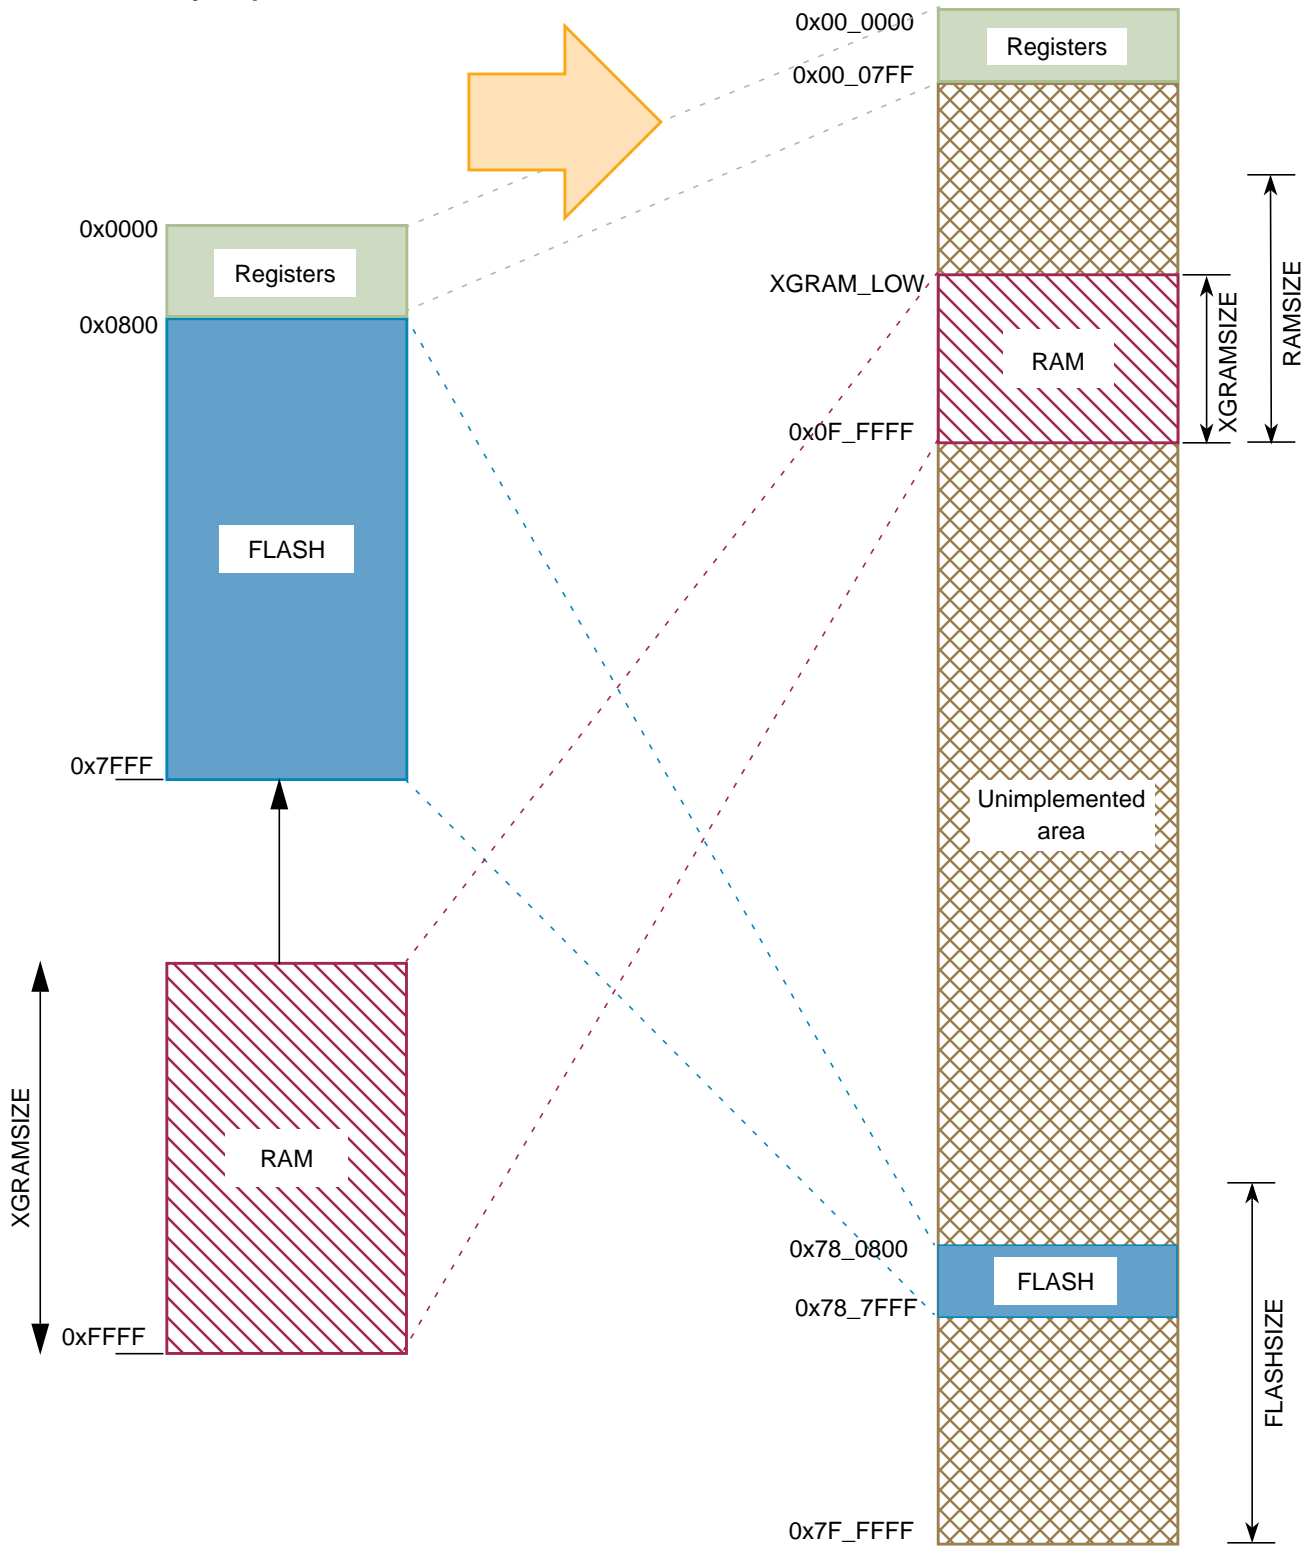 0x0000
Registers
0x0800
FLASH
0x7FFF
XGRAMSIZE
RAM
0xFFFF
0x00_0000
Registers
0x00_07FF
XGRAM_LOW
RAM
XGRAMSIZE
RAMSIZE
0x0F_FFFF
Unimplemented
area
0x78_0800
FLASH
0x78_7FFF
FLASHSIZE
0x7F_FFFF